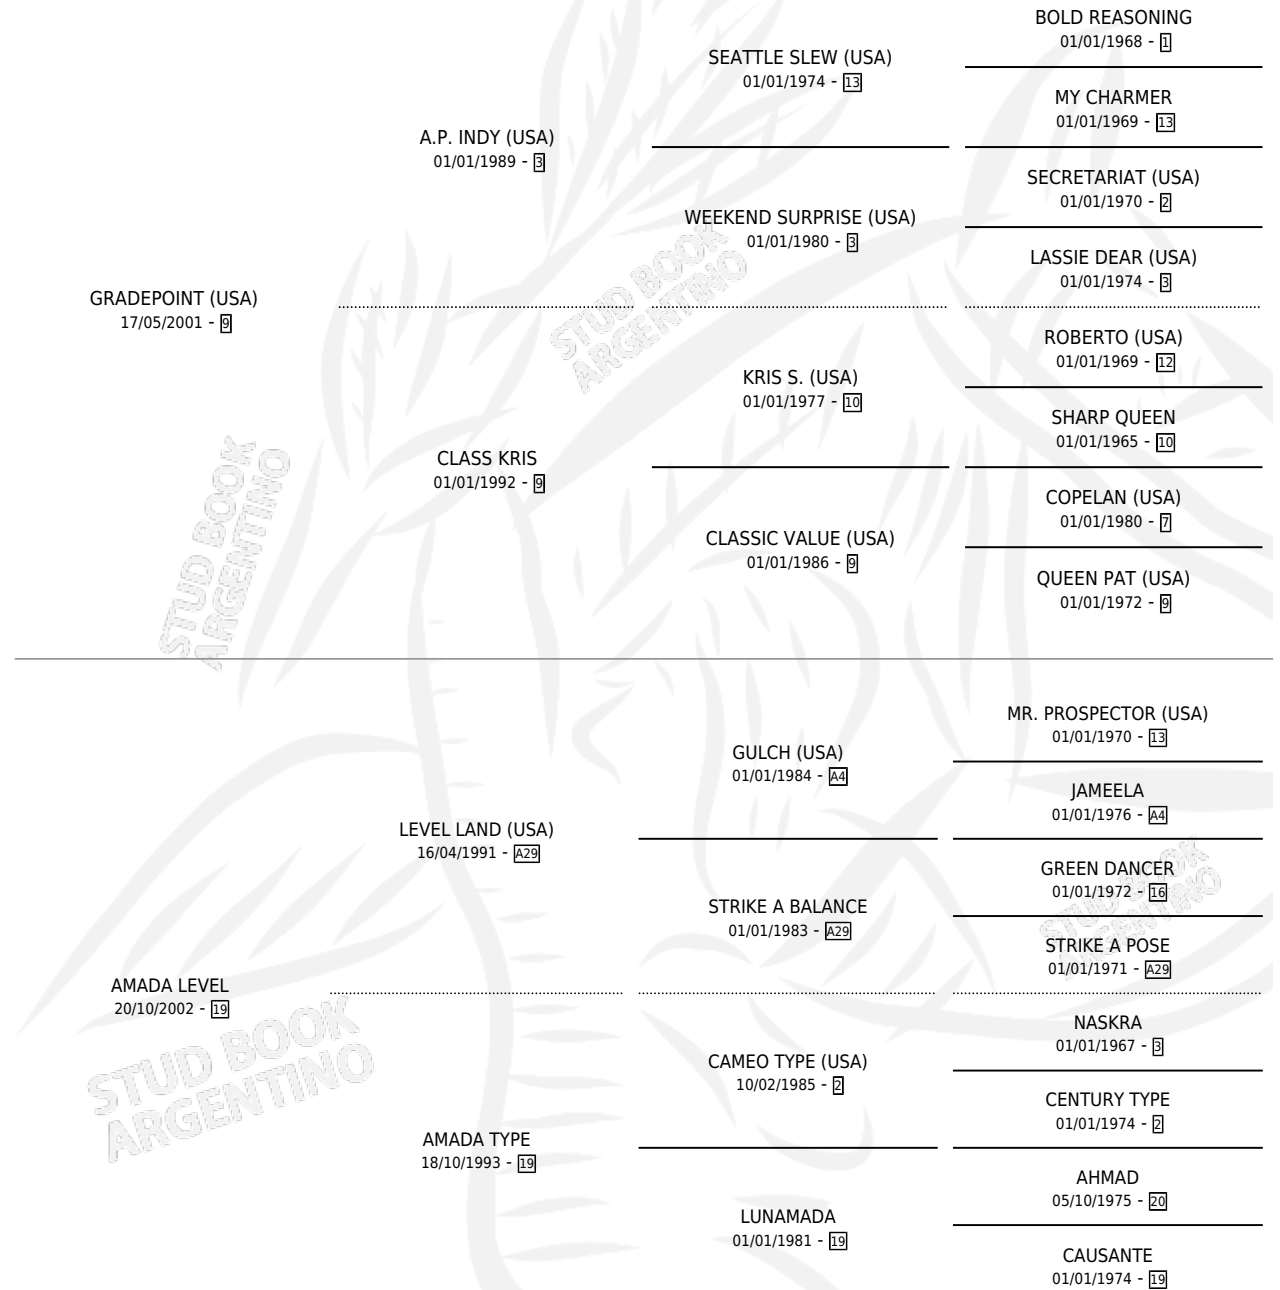 BOLD REASONING
01/01/1968 - 1
SEATTLE SLEW (USA)
01/01/1974 - 13
MY CHARMER
01/01/1969 - 13
A.P. INDY (USA)
01/01/1989 - 3
SECRETARIAT (USA)
01/01/1970 - 2
WEEKEND SURPRISE (USA)
01/01/1980 - 3
LASSIE DEAR (USA)
01/01/1974 - 3
GRADEPOINT (USA)
17/05/2001 - 9
ROBERTO (USA)
01/01/1969 - 12
KRIS S. (USA)
01/01/1977 - 10
SHARP QUEEN
01/01/1965 - 10
CLASS KRIS
01/01/1992 - 9
COPELAN (USA)
01/01/1980 - 7
CLASSIC VALUE (USA)
01/01/1986 - 9
QUEEN PAT (USA)
01/01/1972 - 9
STUD BOOK
ARGENTINO
STUD BOOK
ARGENTINO
MR. PROSPECTOR (USA)
01/01/1970 - 13
GULCH (USA)
01/01/1984 - A4
JAMEELA
01/01/1976 - A4
LEVEL LAND (USA)
16/04/1991 - A29
GREEN DANCER
01/01/1972 - 16
STRIKE A BALANCE
01/01/1983 - A29
STRIKE A POSE
01/01/1971 - A29
AMADA LEVEL
20/10/2002 - 19
NASKRA
01/01/1967 - 3
CAMEO TYPE (USA)
10/02/1985 - 2
CENTURY TYPE
01/01/1974 - 2
AMADA TYPE
18/10/1993 - 19
AHMAD
05/10/1975 - 20
LUNAMADA
01/01/1981 - 19
CAUSANTE
01/01/1974 - 19
STUD BOOK
ARGENTINO
STUD BOOK
ARGENTINO